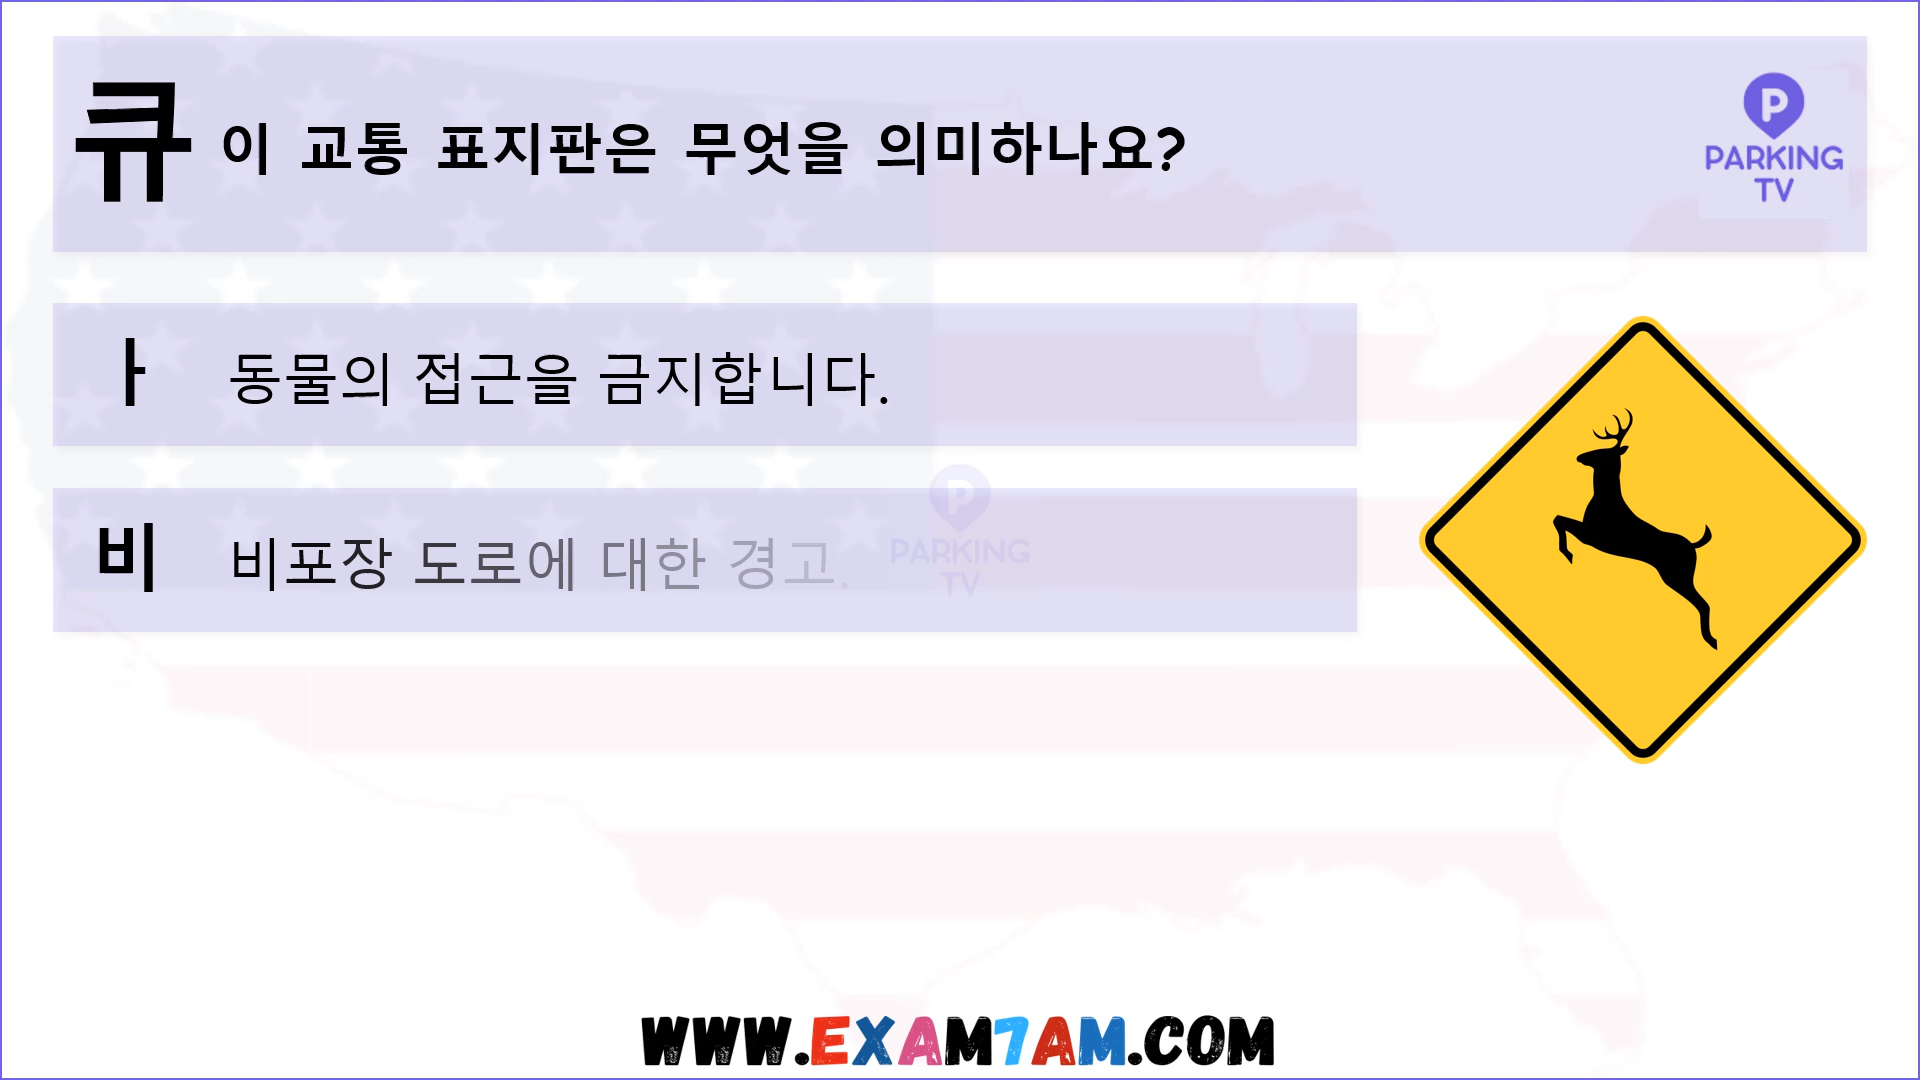 큐 이 교통 표지판은 무엇을 의미하나요?
PARKING
TV
ㅏ 동물의 접근을 금지합니다.
비 비포장 도로에 대한 경고.
PARKING
TV
WWW.EXAM7AM.COM